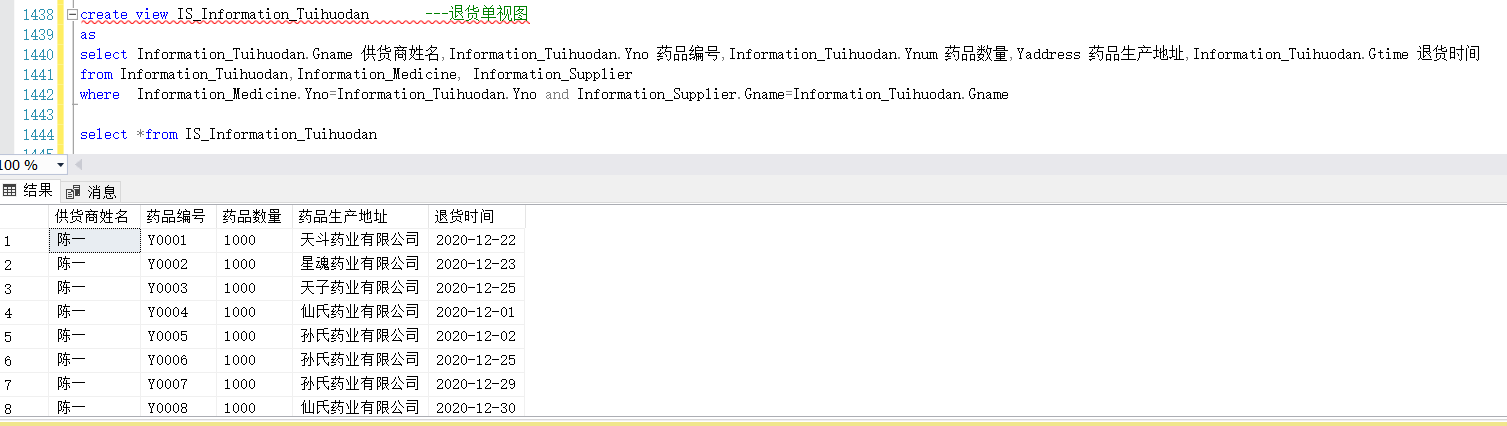 1438 create view IS_Information_Tuihuodan ---退货单视图
1439 as
1440 select Information_Tuihuodan.Gname 供货商姓名,Information_Tuihuodan.Yno 药品编号,Information_Tuihuodan.Ynum 药品数量,Yaddress 药品生产地址,Information_Tuihuodan.Gtime 退货时间
1441 from Information_Tuihuodan,Information_Medicine, Information_Supplier
1442 where Information_Medicine.Yno=Information_Tuihuodan.Yno and Information_Supplier.Gname=Information_Tuihuodan.Gname
1443
1444 select *from IS_Information_Tuihuodan
1445
100 %
结果 消息
供货商姓名 药品编号 药品数量 药品生产地址 退货时间
1 陈一 Y0001 1000 天斗药业有限公司 2020-12-22
2 陈一 Y0002 1000 星魂药业有限公司 2020-12-23
3 陈一 Y0003 1000 天子药业有限公司 2020-12-25
4 陈一 Y0004 1000 仙氏药业有限公司 2020-12-01
5 陈一 Y0005 1000 孙氏药业有限公司 2020-12-02
6 陈一 Y0006 1000 孙氏药业有限公司 2020-12-25
7 陈一 Y0007 1000 孙氏药业有限公司 2020-12-29
8 陈一 Y0008 1000 仙氏药业有限公司 2020-12-30